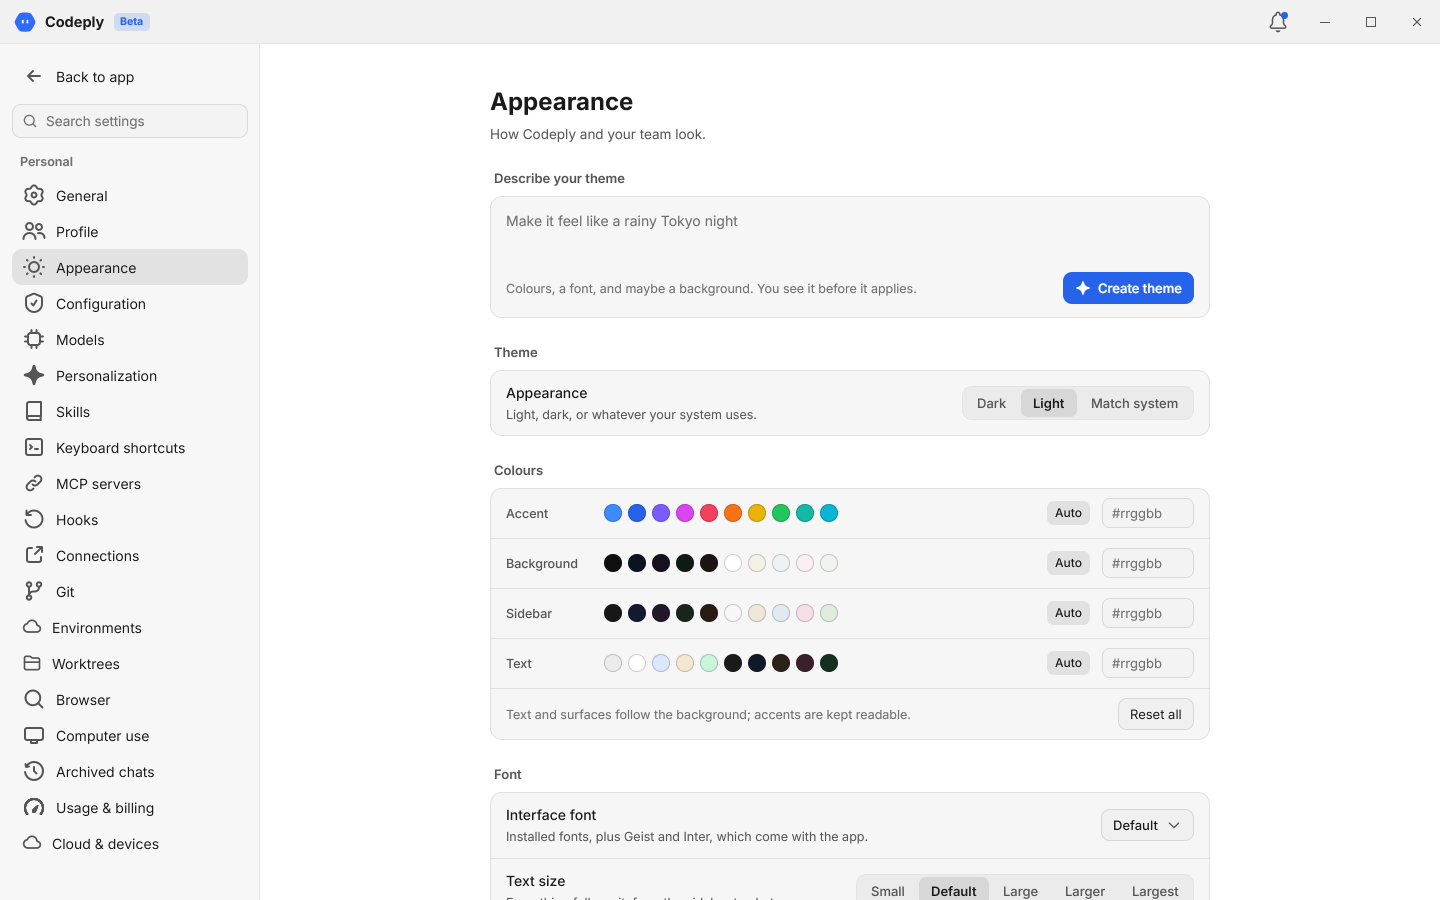 Codeply Beta
Back to app
Search settings
Personal
General
Profile
Appearance
Configuration
Models
Personalization
Skills
Keyboard shortcuts
MCP servers
Hooks
Connections
Git
Environments
Worktrees
Browser
Computer use
Archived chats
Usage & billing
Cloud & devices
Appearance
How Codeply and your team look.
Describe your theme
Make it feel like a rainy Tokyo night
Colours, a font, and maybe a background. You see it before it applies. Create theme
Theme
Appearance
Light, dark, or whatever your system uses.
Dark Light Match system
Colours
Accent Auto #rrggbb
Background Auto #rrggbb
Sidebar Auto #rrggbb
Text Auto #rrggbb
Text and surfaces follow the background; accents are kept readable. Reset all
Font
Interface font
Installed fonts, plus Geist and Inter, which come with the app.
Default
Text size
Small Default Large Larger Largest